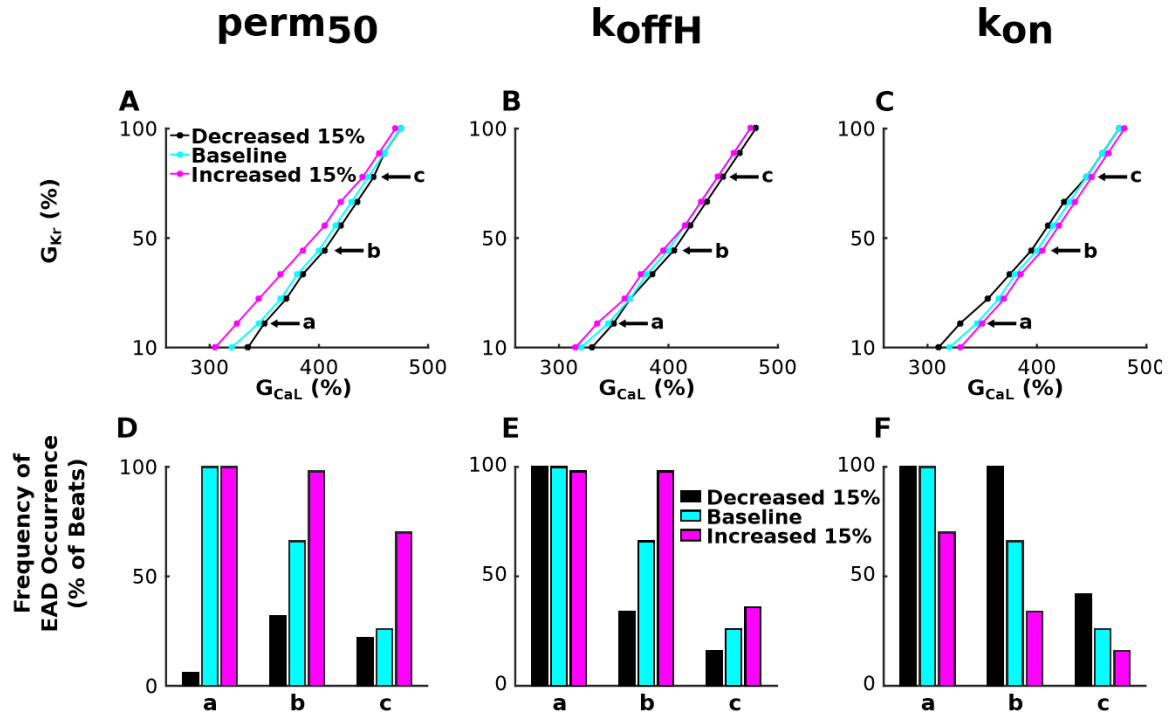 perm50 koffH kon
A B C
100 Decreased 15% 100 100
Baseline
Increased 15% c c c
GKr (%)
50 b 50 b 50 b
a a a
10 10 10
300 400 500 300 400 500 300 400 500
GCaL (%) GCaL (%) GCaL (%)
D E F
100 100 100
Decreased 15%
Baseline
Increased 15%
Frequency of
EAD Occurrence
(% of Beats)
50 50 50
0 0 0
a b c a b c a b c